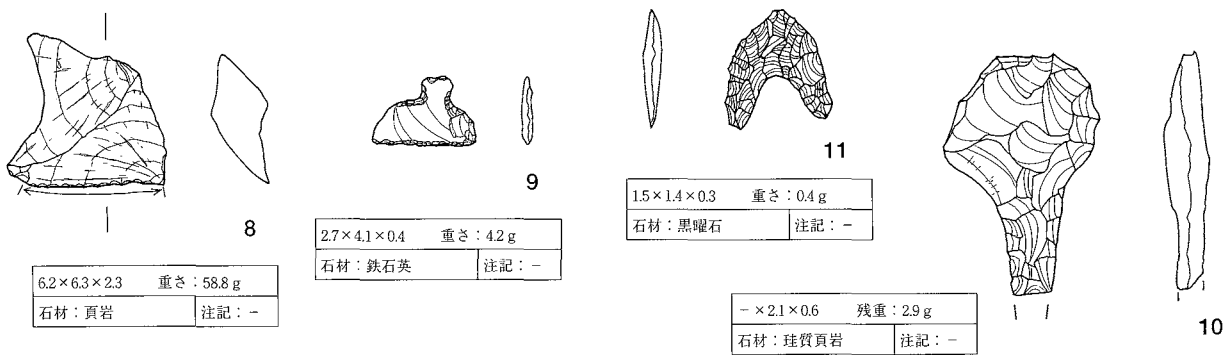 8
6.2×6.3×2.3 重さ：58.8 g
石材：頁岩 注記：－
9
2.7×4.1×0.4 重さ：4.2 g
石材：鉄石英 注記：－
11
1.5×1.4×0.3 重さ：0.4 g
石材：黒曜石 注記：－
10
－×2.1×0.6 残重：2.9 g
石材：珪質頁岩 注記：－